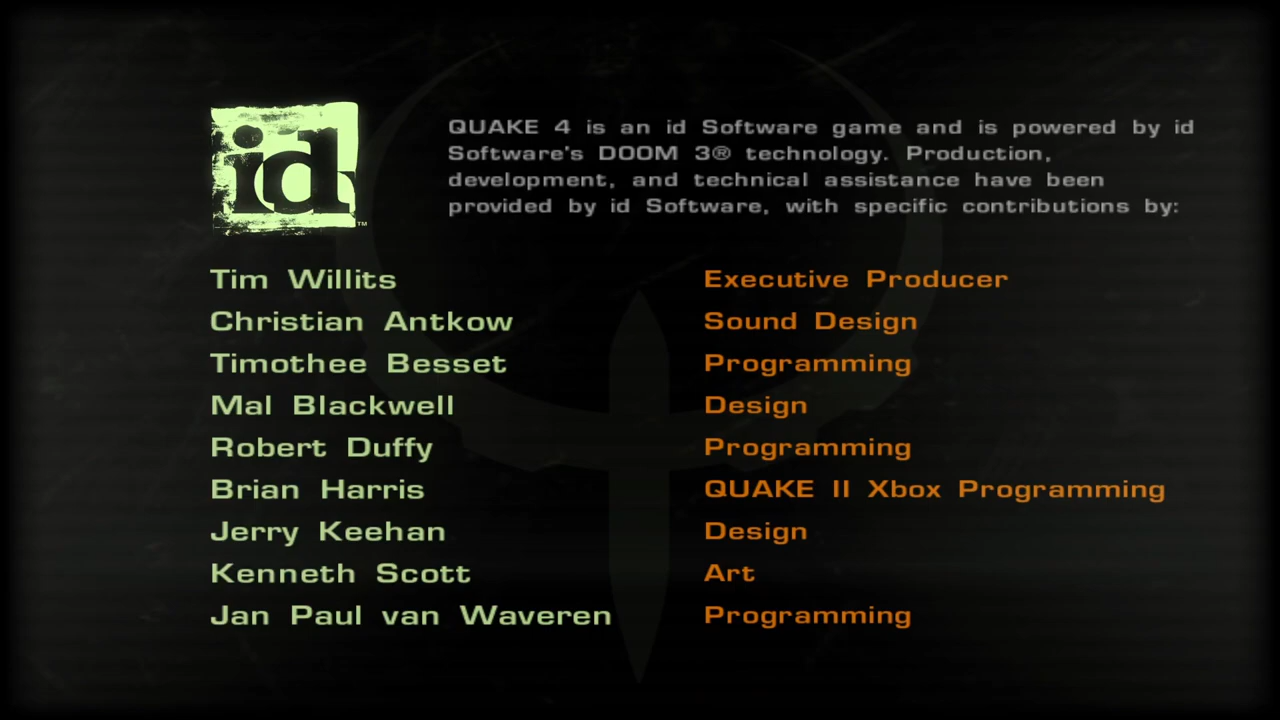 id
™
QUAKE 4 is an id Software game and is powered by id
Software's DOOM 3® technology. Production,
development, and technical assistance have been
provided by id Software, with specific contributions by:
Tim Willits Executive Producer
Christian Antkow Sound Design
Timothee Besset Programming
Mal Blackwell Design
Robert Duffy Programming
Brian Harris QUAKE II Xbox Programming
Jerry Keehan Design
Kenneth Scott Art
Jan Paul van Waveren Programming